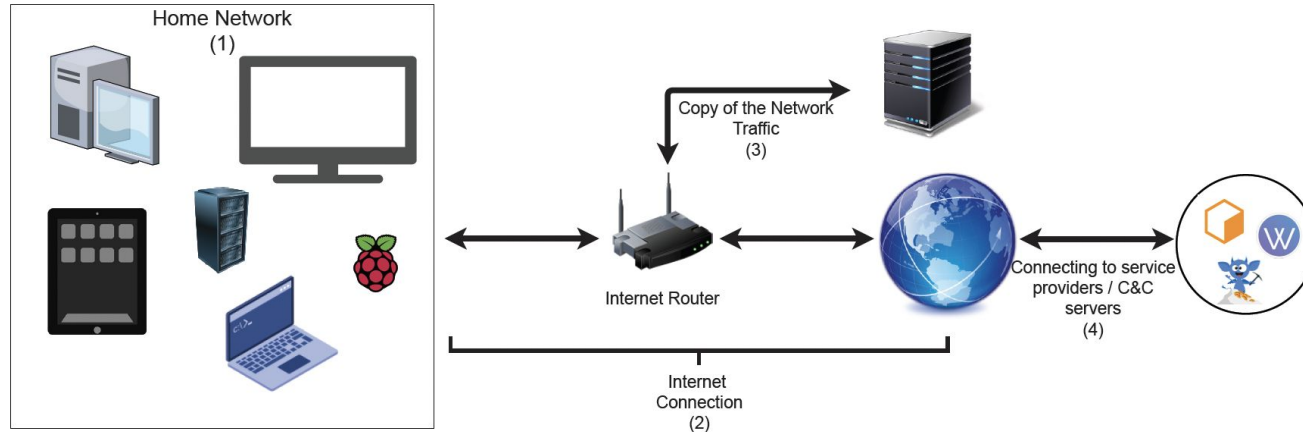 Home Network
(1)
Copy of the Network
Traffic
(3)
C:\>_
Internet Router
Connecting to service
providers / C&C
servers
(4)
W
Internet
Connection
(2)